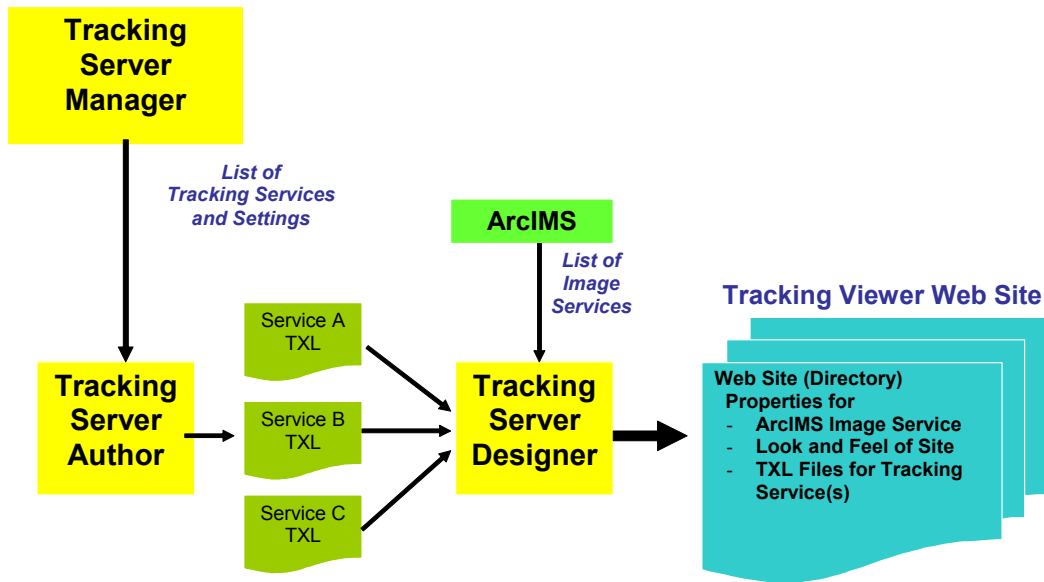 Tracking
Server
Manager
List of
Tracking Services
and Settings
ArcIMS
List of
Image
Services
Tracking Viewer Web Site
Service A
TXL
Tracking
Server
Author
Service B
TXL
Tracking
Server
Designer
Service C
TXL
Web Site (Directory)
Properties for
- ArcIMS Image Service
- Look and Feel of Site
- TXL Files for Tracking
Service(s)